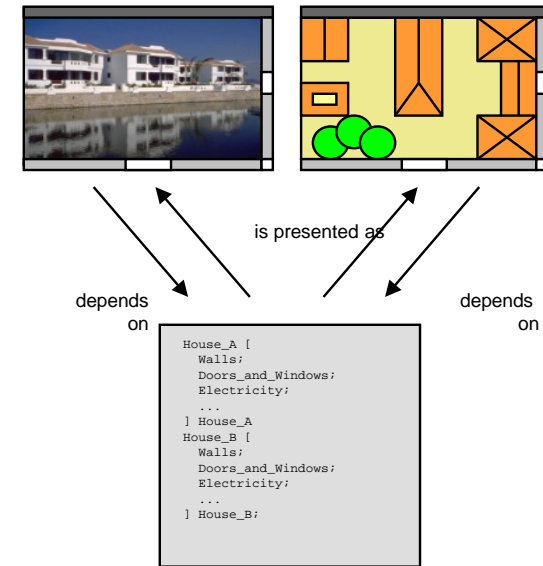 is presented as
depends
on
depends
on
House_A [
Walls;
Doors_and_Windows;
Electricity;
...
] House_A
House_B [
Walls;
Doors_and_Windows;
Electricity;
...
] House_B;